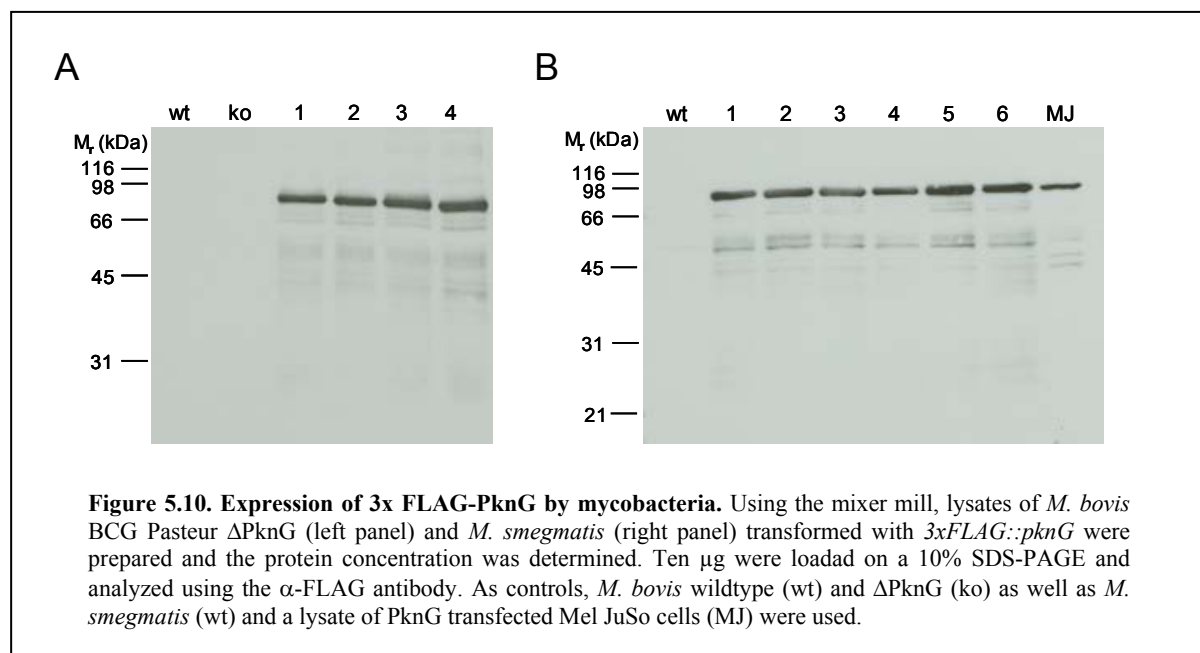 A
B
wt ko 1 2 3 4
wt 1 2 3 4 5 6 MJ
Mr (kDa)
116
98
66
45
31
Mr (kDa)
116
98
66
45
31
21
Figure 5.10. Expression of 3x FLAG-PknG by mycobacteria. Using the mixer mill, lysates of M. bovis
BCG Pasteur ΔPknG (left panel) and M. smegmatis (right panel) transformed with 3xFLAG::pknG were
prepared and the protein concentration was determined. Ten µg were loadad on a 10% SDS-PAGE and
analyzed using the α-FLAG antibody. As controls, M. bovis wildtype (wt) and ΔPknG (ko) as well as M.
smegmatis (wt) and a lysate of PknG transfected Mel JuSo cells (MJ) were used.